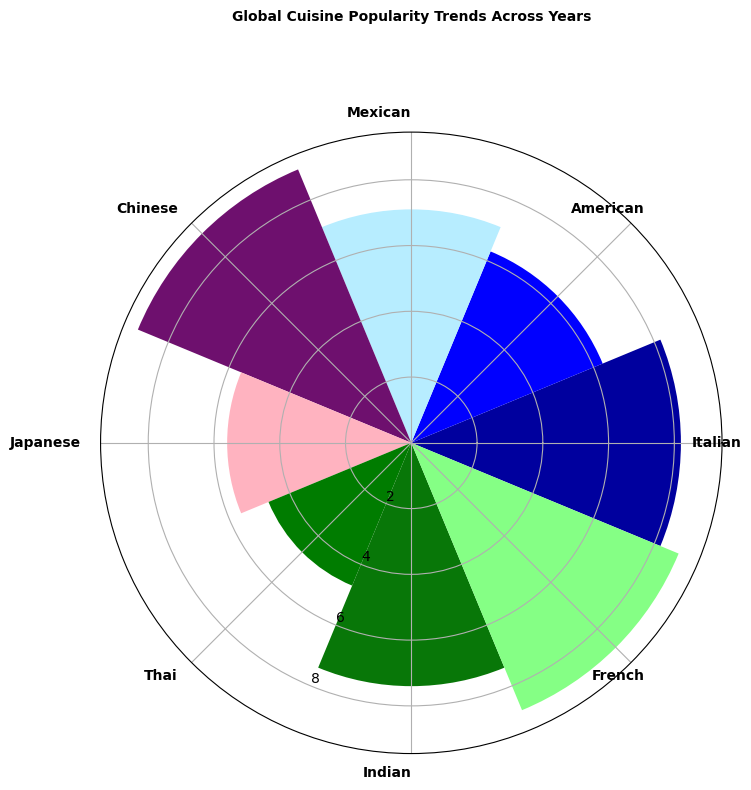 Global Cuisine Popularity Trends Across Years
Mexican
Chinese
American
Japanese
Italian
2
4
6
8
Thai
French
Indian